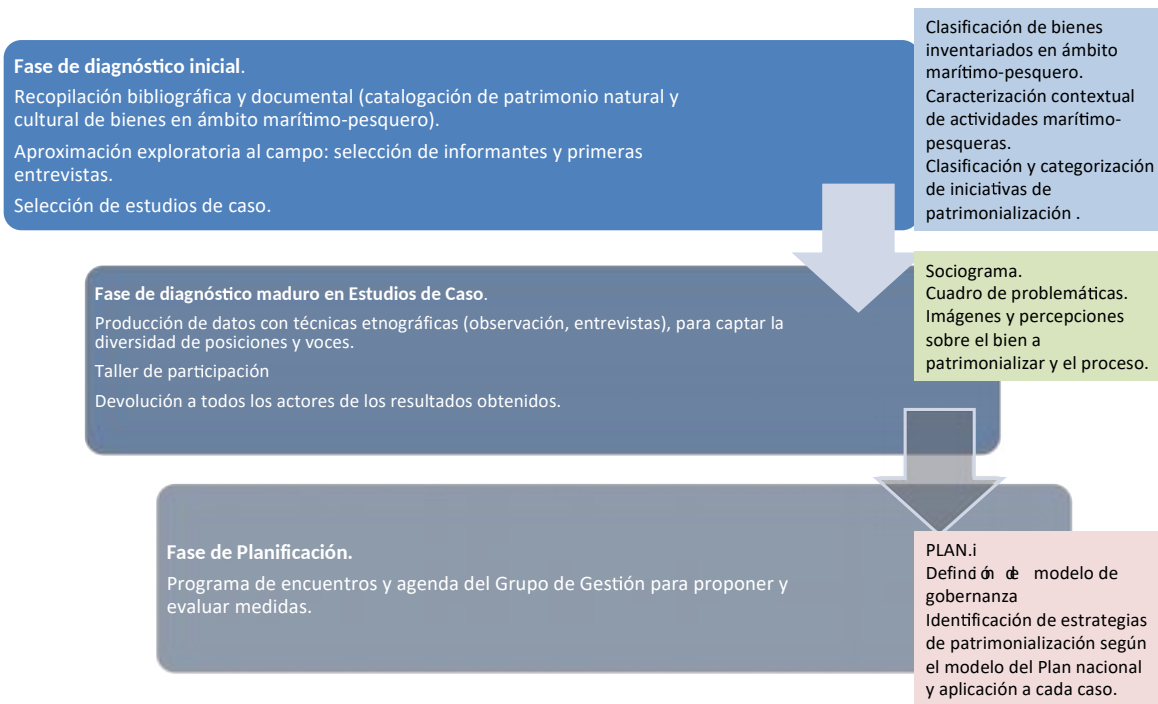 Fase de diagnóstico inicial.
Recopilación bibliográfica y documental (catalogación de patrimonio natural y
cultural de bienes en ámbito marítimo-pesquero).
Aproximación exploratoria al campo: selección de informantes y primeras
entrevistas.
Selección de estudios de caso.
Clasificación de bienes
inventariados en ámbito
marítimo-pesquero.
Caracterización contextual
de actividades marítimo-
pesqueras.
Clasificación y categorización
de iniciativas de
patrimonialización .
Fase de diagnóstico maduro en Estudios de Caso.
Producción de datos con técnicas etnográficas (observación, entrevistas), para captar la
diversidad de posiciones y voces.
Taller de participación
Devolución a todos los actores de los resultados obtenidos.
Sociograma.
Cuadro de problemáticas.
Imágenes y percepciones
sobre el bien a
patrimonializar y el proceso.
Fase de Planificación.
Programa de encuentros y agenda del Grupo de Gestión para proponer y
evaluar medidas.
PLAN.i
Definción de modelo de
gobernanza
Identificación de estrategias
de patrimonialización según
el modelo del Plan nacional
y aplicación a cada caso.